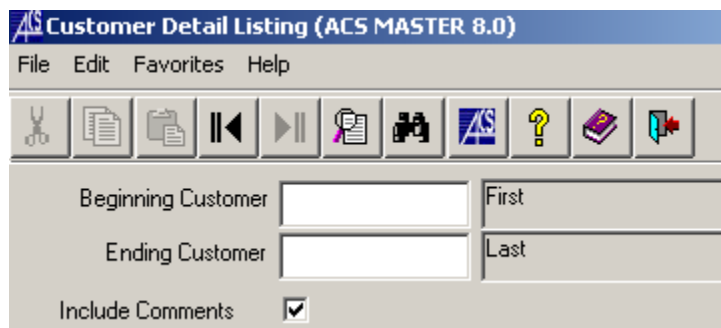 Customer Detail Listing (ACS MASTER 8.0)
File Edit Favorites Help
ACS
Beginning Customer First
Ending Customer Last
Include Comments